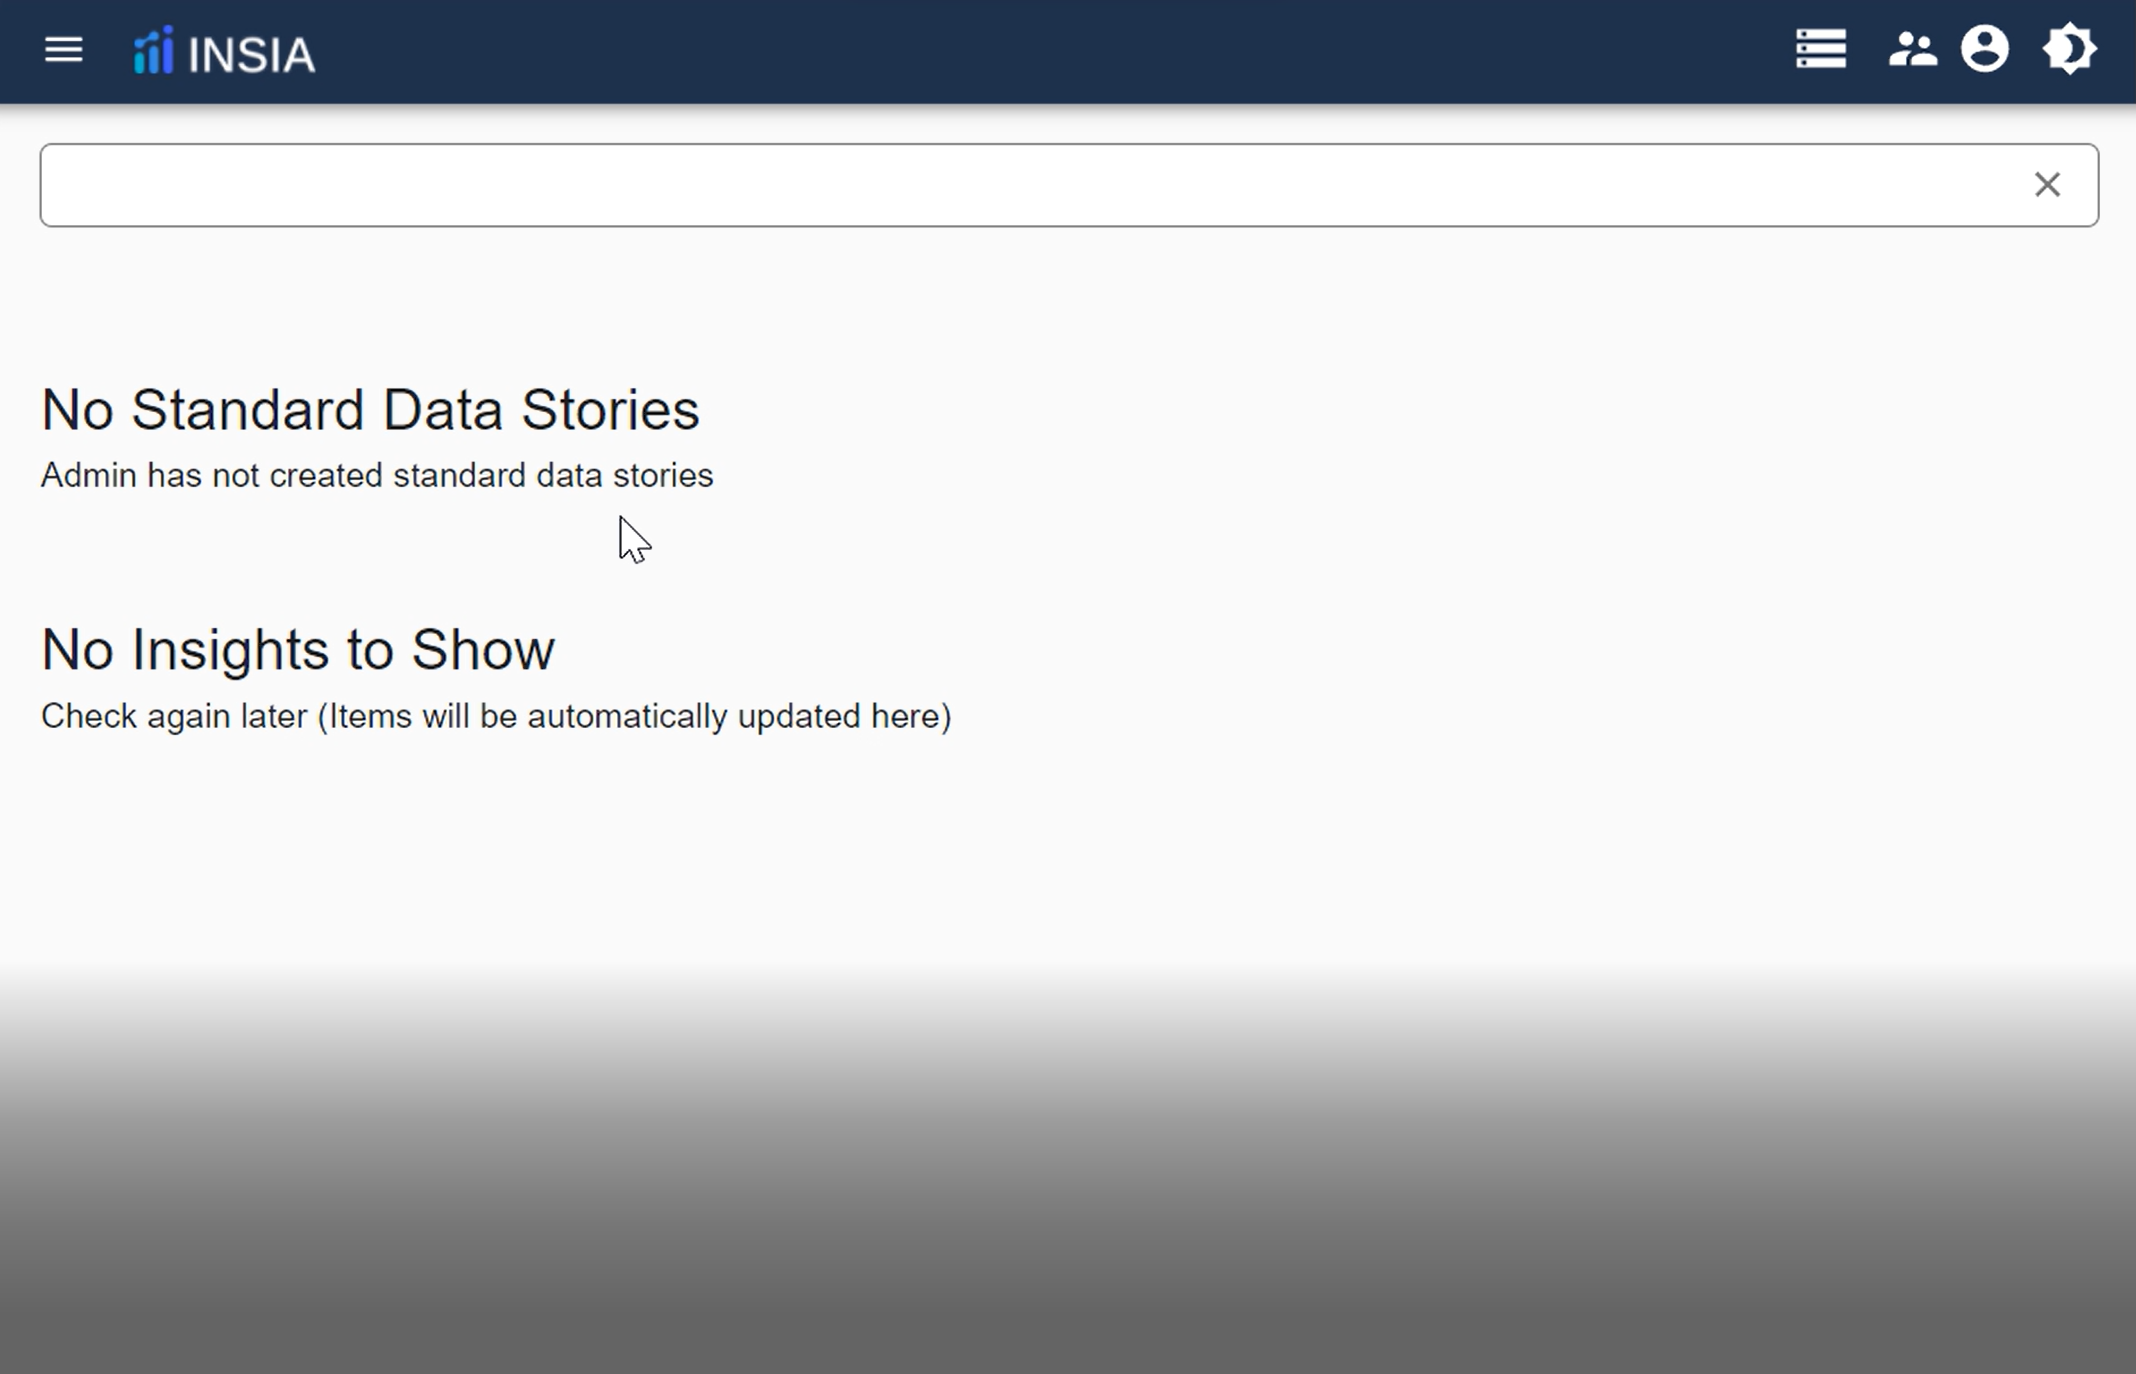 INSIA
No Standard Data Stories
Admin has not created standard data stories
No Insights to Show
Check again later (Items will be automatically updated here)